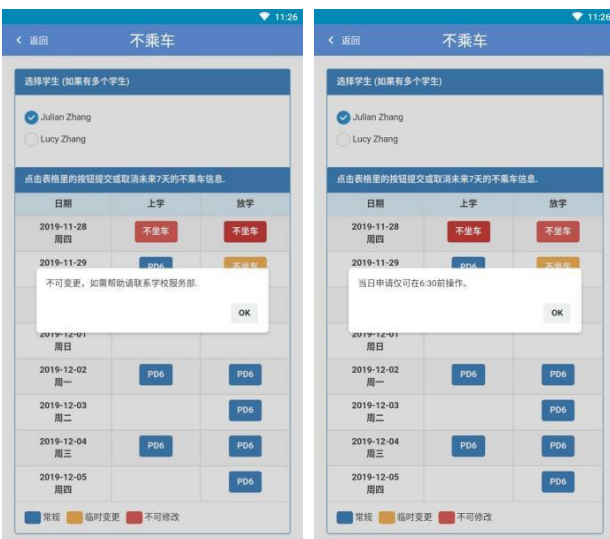 11:26
返回
不乘车
选择学生 (如果有多个学生)
Julian Zhang
Lucy Zhang
点击表格里的按钮提交或取消未来7天的不乘车信息.
日期 上学 放学
2019-11-28
周四
不坐车 不坐车
2019-11-29
PD6 不坐车
不可变更，如需帮助请联系学校服务部.
OK
2019-12-01
周日
2019-12-02
周一
PD6 PD6
2019-12-03
周二
PD6
2019-12-04
周三
PD6 PD6
2019-12-05
周四
PD6
常规 临时变更 不可修改
11:26
返回
不乘车
选择学生 (如果有多个学生)
Julian Zhang
Lucy Zhang
点击表格里的按钮提交或取消未来7天的不乘车信息.
日期 上学 放学
2019-11-28
周四
不坐车 不坐车
2019-11-29
PD6 不坐车
当日申请仅可在6:30前操作。
OK
2019-12-01
周日
2019-12-02
周一
PD6 PD6
2019-12-03
周二
PD6
2019-12-04
周三
PD6 PD6
2019-12-05
周四
PD6
常规 临时变更 不可修改